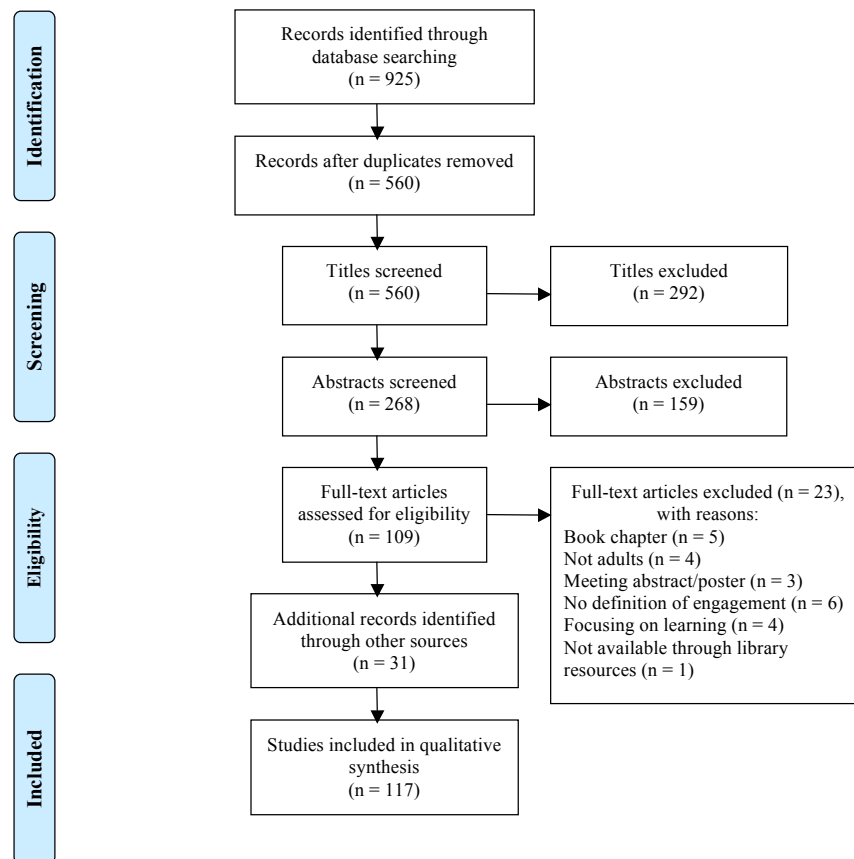 Identification
Records identified through
database searching
(n = 925)
Records after duplicates removed
(n = 560)
Screening
Titles screened
(n = 560)
Titles excluded
(n = 292)
Abstracts screened
(n = 268)
Abstracts excluded
(n = 159)
Eligibility
Full-text articles
assessed for eligibility
(n = 109)
Full-text articles excluded (n = 23),
with reasons:
Book chapter (n = 5)
Not adults (n = 4)
Meeting abstract/poster (n = 3)
No definition of engagement (n = 6)
Focusing on learning (n = 4)
Not available through library
resources (n = 1)
Additional records identified
through other sources
(n = 31)
Included
Studies included in qualitative
synthesis
(n = 117)